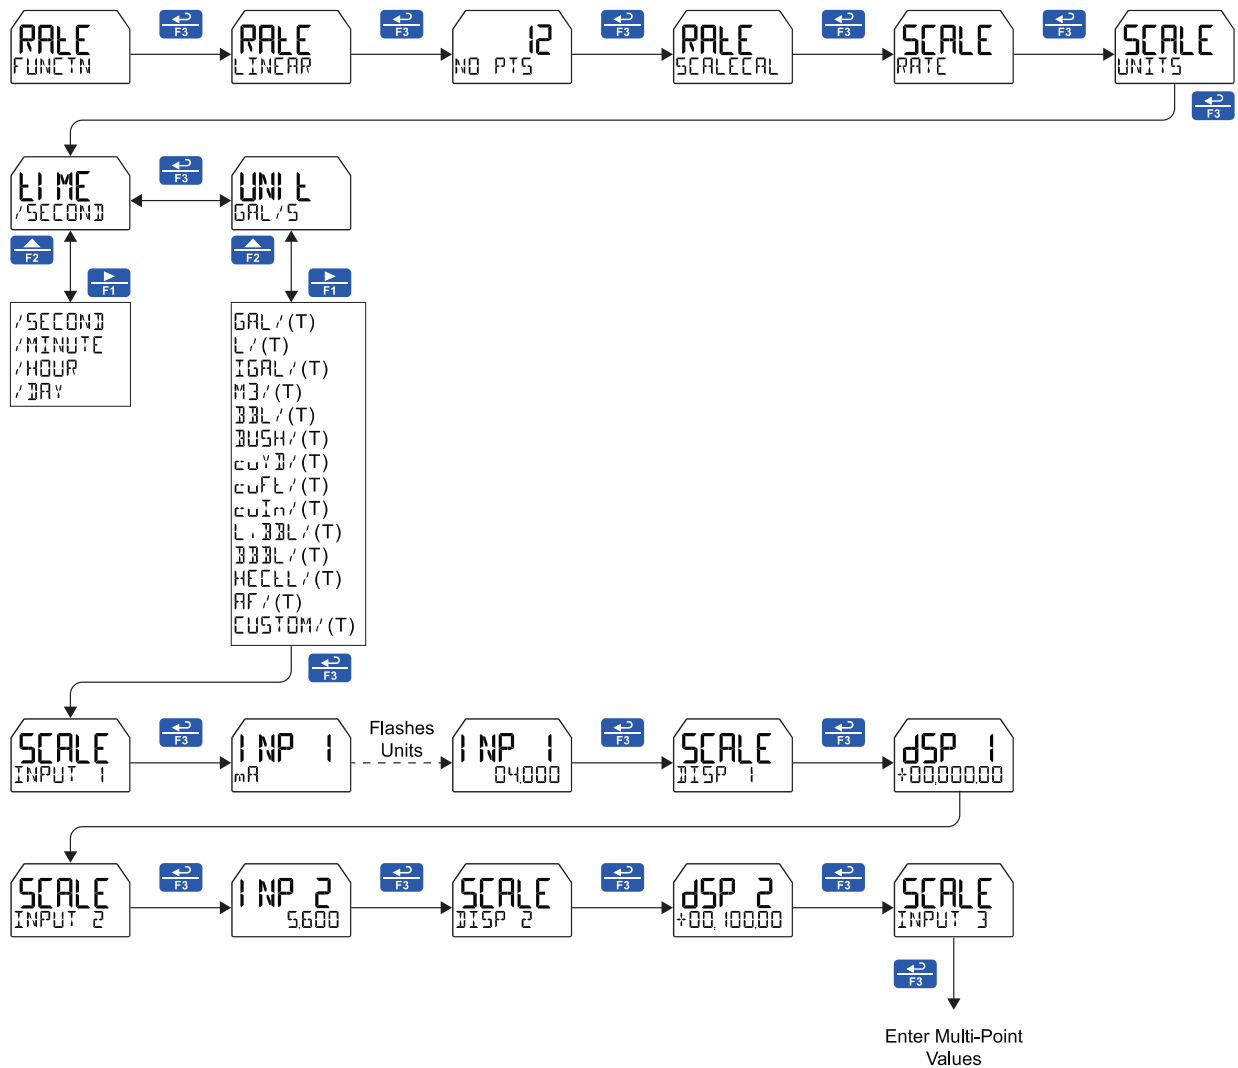 F3
F3
F3
F3
F3
RAtE
FUNCTN
RAtE
LINEAR
12
NO PTS
RAtE
SCALECAL
SCALE
RATE
SCALE
UNITS
F3
tIME
/SECOND
F3
UNIt
GAL/S
F2
F1
F2
F1
/SECOND
/MINUTE
/HOUR
/DAY
GAL/(T)
L/(T)
IGAL/(T)
M3/(T)
BBL/(T)
BUSH/(T)
cuYD/(T)
cuFt/(T)
cuIn/(T)
LiBBL/(T)
BBBL/(T)
HECtL/(T)
AF/(T)
CUSTOM/(T)
F3
SCALE
INPUT 1
F3
INP 1
mA
Flashes
Units
INP 1
04.000
F3
SCALE
DISP 1
F3
dSP 1
+00,000.00
SCALE
INPUT 2
F3
INP 2
5.600
F3
SCALE
DISP 2
F3
dSP 2
+00,100.00
F3
SCALE
INPUT 3
F3
Enter Multi-Point
Values